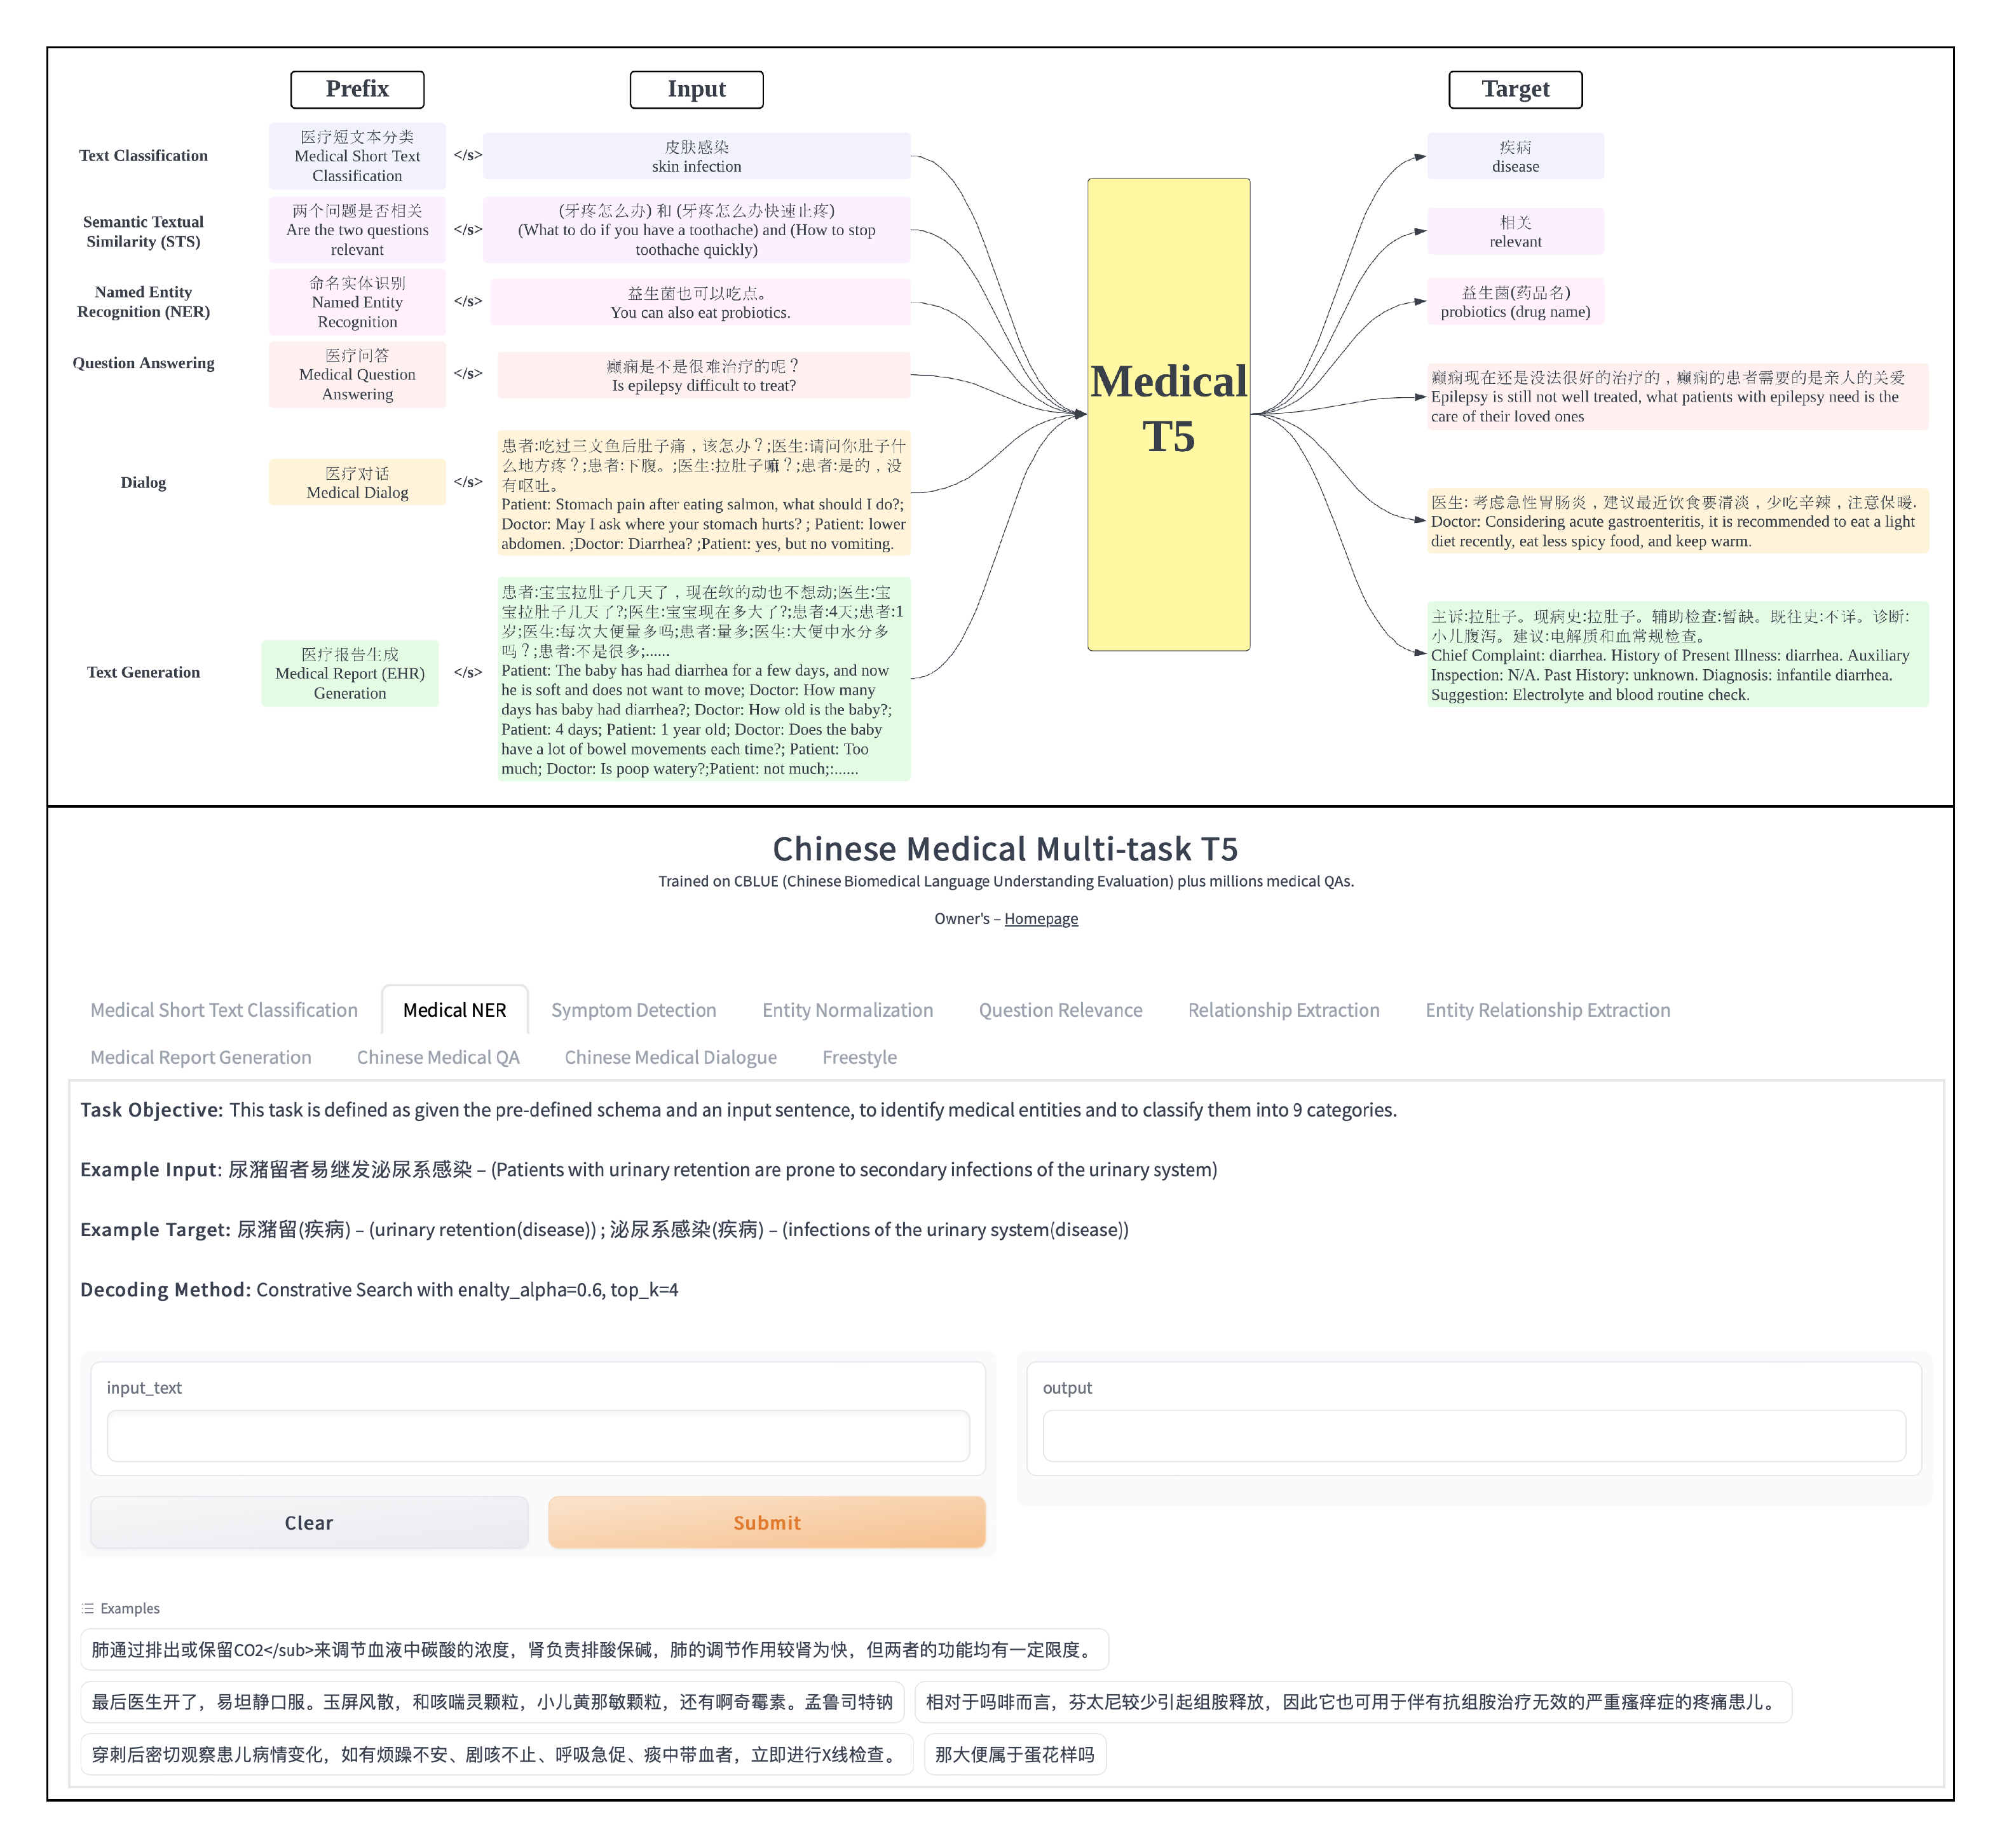 Prefix
Input
Target
Text Classification
医疗短文本分类
Medical Short Text
Classification
</s>
皮肤感染
skin infection
疾病
disease
Semantic Textual
Similarity (STS)
两个问题是否相关
Are the two questions
relevant
</s>
(牙疼怎么办) 和 (牙疼怎么办快速止疼)
(What to do if you have a toothache) and (How to stop
toothache quickly)
相关
relevant
Named Entity
Recognition (NER)
命名实体识别
Named Entity
Recognition
</s>
益生菌也可以吃点。
You can also eat probiotics.
益生菌(药品名)
probiotics (drug name)
Question Answering
医疗问答
Medical Question
Answering
</s>
癫痫是不是很难治疗的呢？
Is epilepsy difficult to treat?
Medical
T5
癫痫现在还是没法很好的治疗的，癫痫的患者需要的是亲人的关爱
Epilepsy is still not well treated, what patients with epilepsy need is the
care of their loved ones
Dialog
医疗对话
Medical Dialog
</s>
患者:吃过三文鱼后肚子痛，该怎办？;医生:请问你肚子什
么地方疼？;患者:下腹。;医生:拉肚子嘛？;患者:是的，没
有呕吐。
Patient: Stomach pain after eating salmon, what should I do?;
Doctor: May I ask where your stomach hurts? ; Patient: lower
abdomen. ;Doctor: Diarrhea? ;Patient: yes, but no vomiting.
医生: 考虑急性胃肠炎，建议最近饮食要清淡，少吃辛辣，注意保暖.
Doctor: Considering acute gastroenteritis, it is recommended to eat a light
diet recently, eat less spicy food, and keep warm.
Text Generation
医疗报告生成
Medical Report (EHR)
Generation
</s>
患者:宝宝拉肚子几天了，现在软的动也不想动;医生:宝
宝拉肚子几天了?;医生:宝宝现在多大了?;患者:4天;患者:1
岁;医生:每次大便量多吗;患者:量多;医生:大便中水分多
吗？;患者:不是很多;......
Patient: The baby has had diarrhea for a few days, and now
he is soft and does not want to move; Doctor: How many
days has baby had diarrhea?; Doctor: How old is the baby?;
Patient: 4 days; Patient: 1 year old; Doctor: Does the baby
have a lot of bowel movements each time?; Patient: Too
much; Doctor: Is poop watery?;Patient: not much;:......
主诉:拉肚子。现病史:拉肚子。辅助检查:暂缺。既往史:不详。诊断:
小儿腹泻。建议:电解质和血常规检查。
Chief Complaint: diarrhea. History of Present Illness: diarrhea. Auxiliary
Inspection: N/A. Past History: unknown. Diagnosis: infantile diarrhea.
Suggestion: Electrolyte and blood routine check.
Chinese Medical Multi-task T5
Trained on CBLUE (Chinese Biomedical Language Understanding Evaluation) plus millions medical QAs.
Owner's – Homepage
Medical Short Text Classification
Medical NER
Symptom Detection
Entity Normalization
Question Relevance
Relationship Extraction
Entity Relationship Extraction
Medical Report Generation
Chinese Medical QA
Chinese Medical Dialogue
Freestyle
Task Objective: This task is defined as given the pre-defined schema and an input sentence, to identify medical entities and to classify them into 9 categories.
Example Input: 尿潴留者易继发泌尿系感染 – (Patients with urinary retention are prone to secondary infections of the urinary system)
Example Target: 尿潴留(疾病) – (urinary retention(disease)) ; 泌尿系感染(疾病) – (infections of the urinary system(disease))
Decoding Method: Constrative Search with enalty_alpha=0.6, top_k=4
input_text
output
Clear
Submit
Examples
肺通过排出或保留CO2</sub>来调节血液中碳酸的浓度，肾负责排酸保碱，肺的调节作用较肾为快，但两者的功能均有一定限度。
最后医生开了，易坦静口服。玉屏风散，和咳喘灵颗粒，小儿黄那敏颗粒，还有啊奇霉素。孟鲁司特钠
相对于吗啡而言，芬太尼较少引起组胺释放，因此它也可用于伴有抗组胺治疗无效的严重瘙痒症的疼痛患儿。
穿刺后密切观察患儿病情变化，如有烦躁不安、剧咳不止、呼吸急促、痰中带血者，立即进行X线检查。
那大便属于蛋花样吗